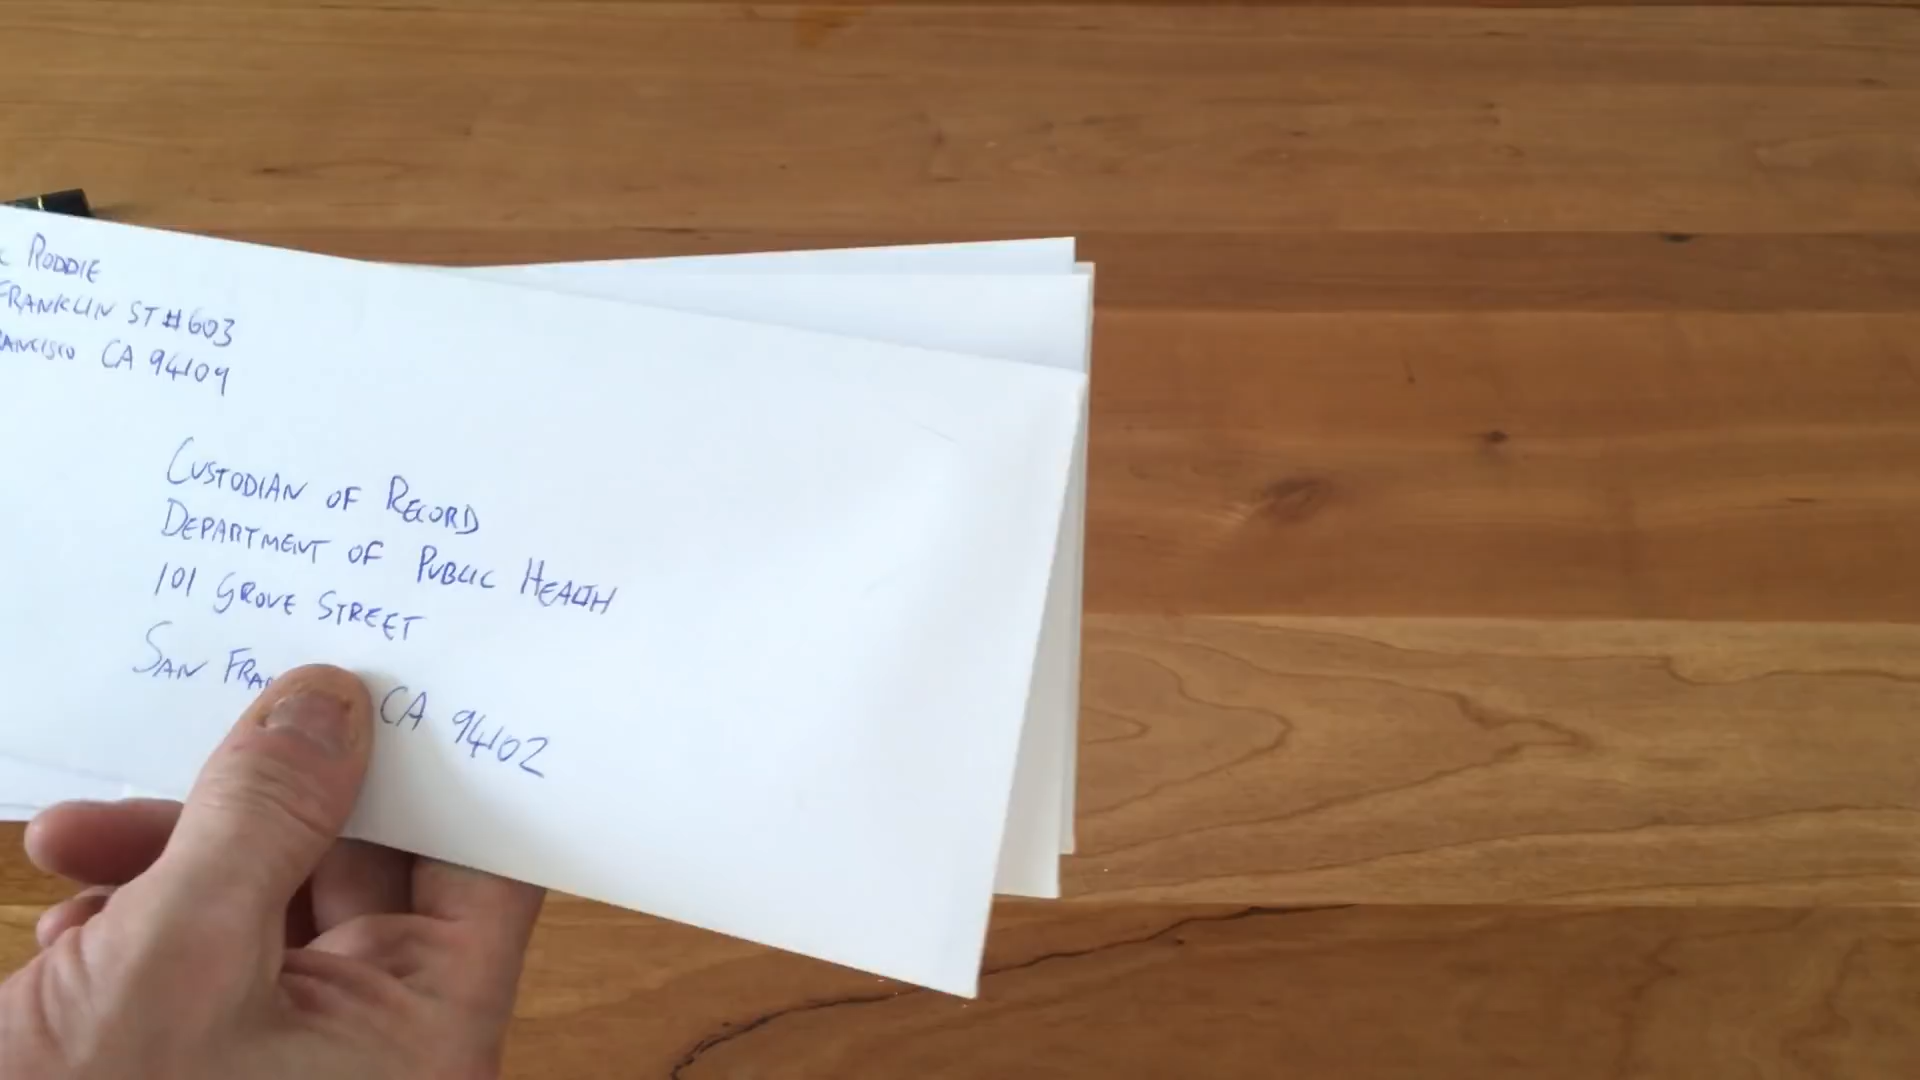 RODDIE
FRANKLIN ST #603
CA 94109
CUSTODIAN OF RECORD
DEPARTMENT OF PUBLIC HEALTH
101 GROVE STREET
SAN CA 94102